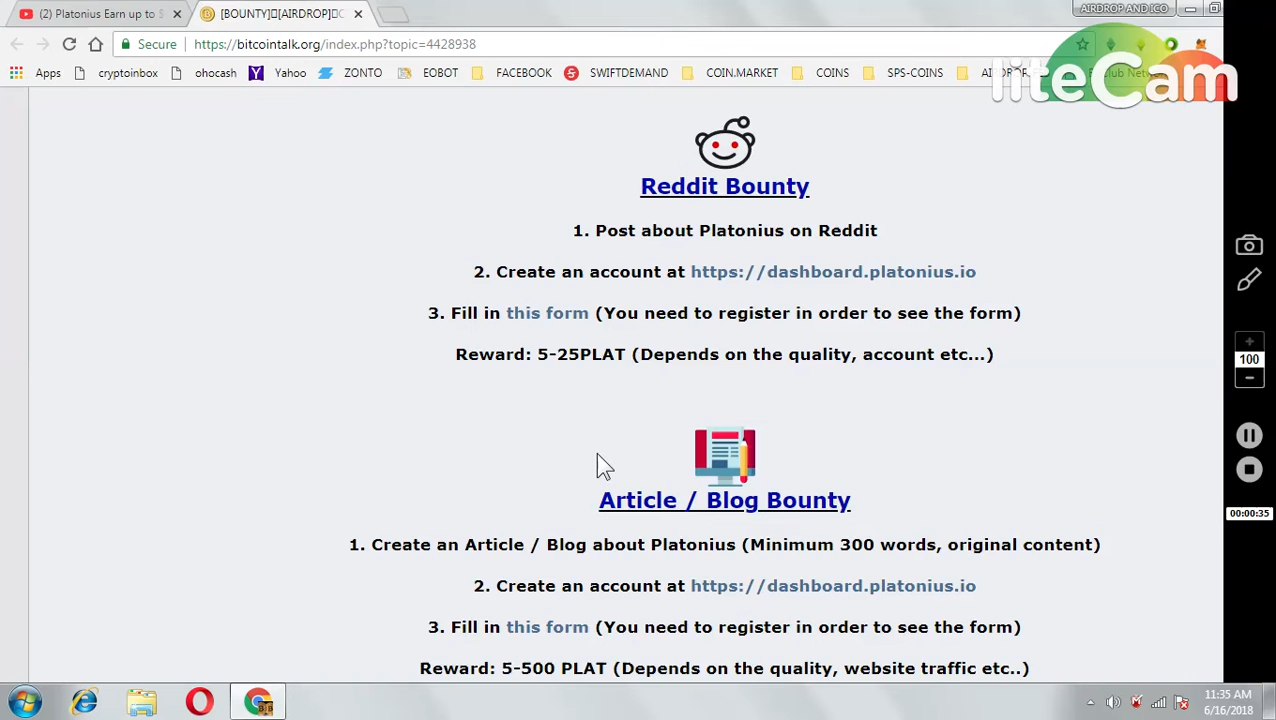 (2) Platonius Earn up to
[BOUNTY][AIRDROP]
AIRDROP AND ICO
Secure
https://bitcointalk.org/index.php?topic=4428938
Apps
cryptoinbox
ohocash
Yahoo
EOBOT
FACEBOOK
SWIFTDEMAND
COIN.MARKET
COINS
GPS-COINS
liteCam
Reddit Bounty
1. Post about Platonius on Reddit
2. Create an account at https://dashboard.platonius.io
3. Fill in this form (You need to register in order to see the form)
Reward: 5-25PLAT (Depends on the quality, account etc...)
100
Article / Blog Bounty
1. Create an Article / Blog about Platonius (Minimum 300 words, original content)
2. Create an account at https://dashboard.platonius.io
3. Fill in this form (You need to register in order to see the form)
Reward: 5-500 PLAT (Depends on the quality, website traffic etc..)
00:00:35
11:35 AM
6/16/2018